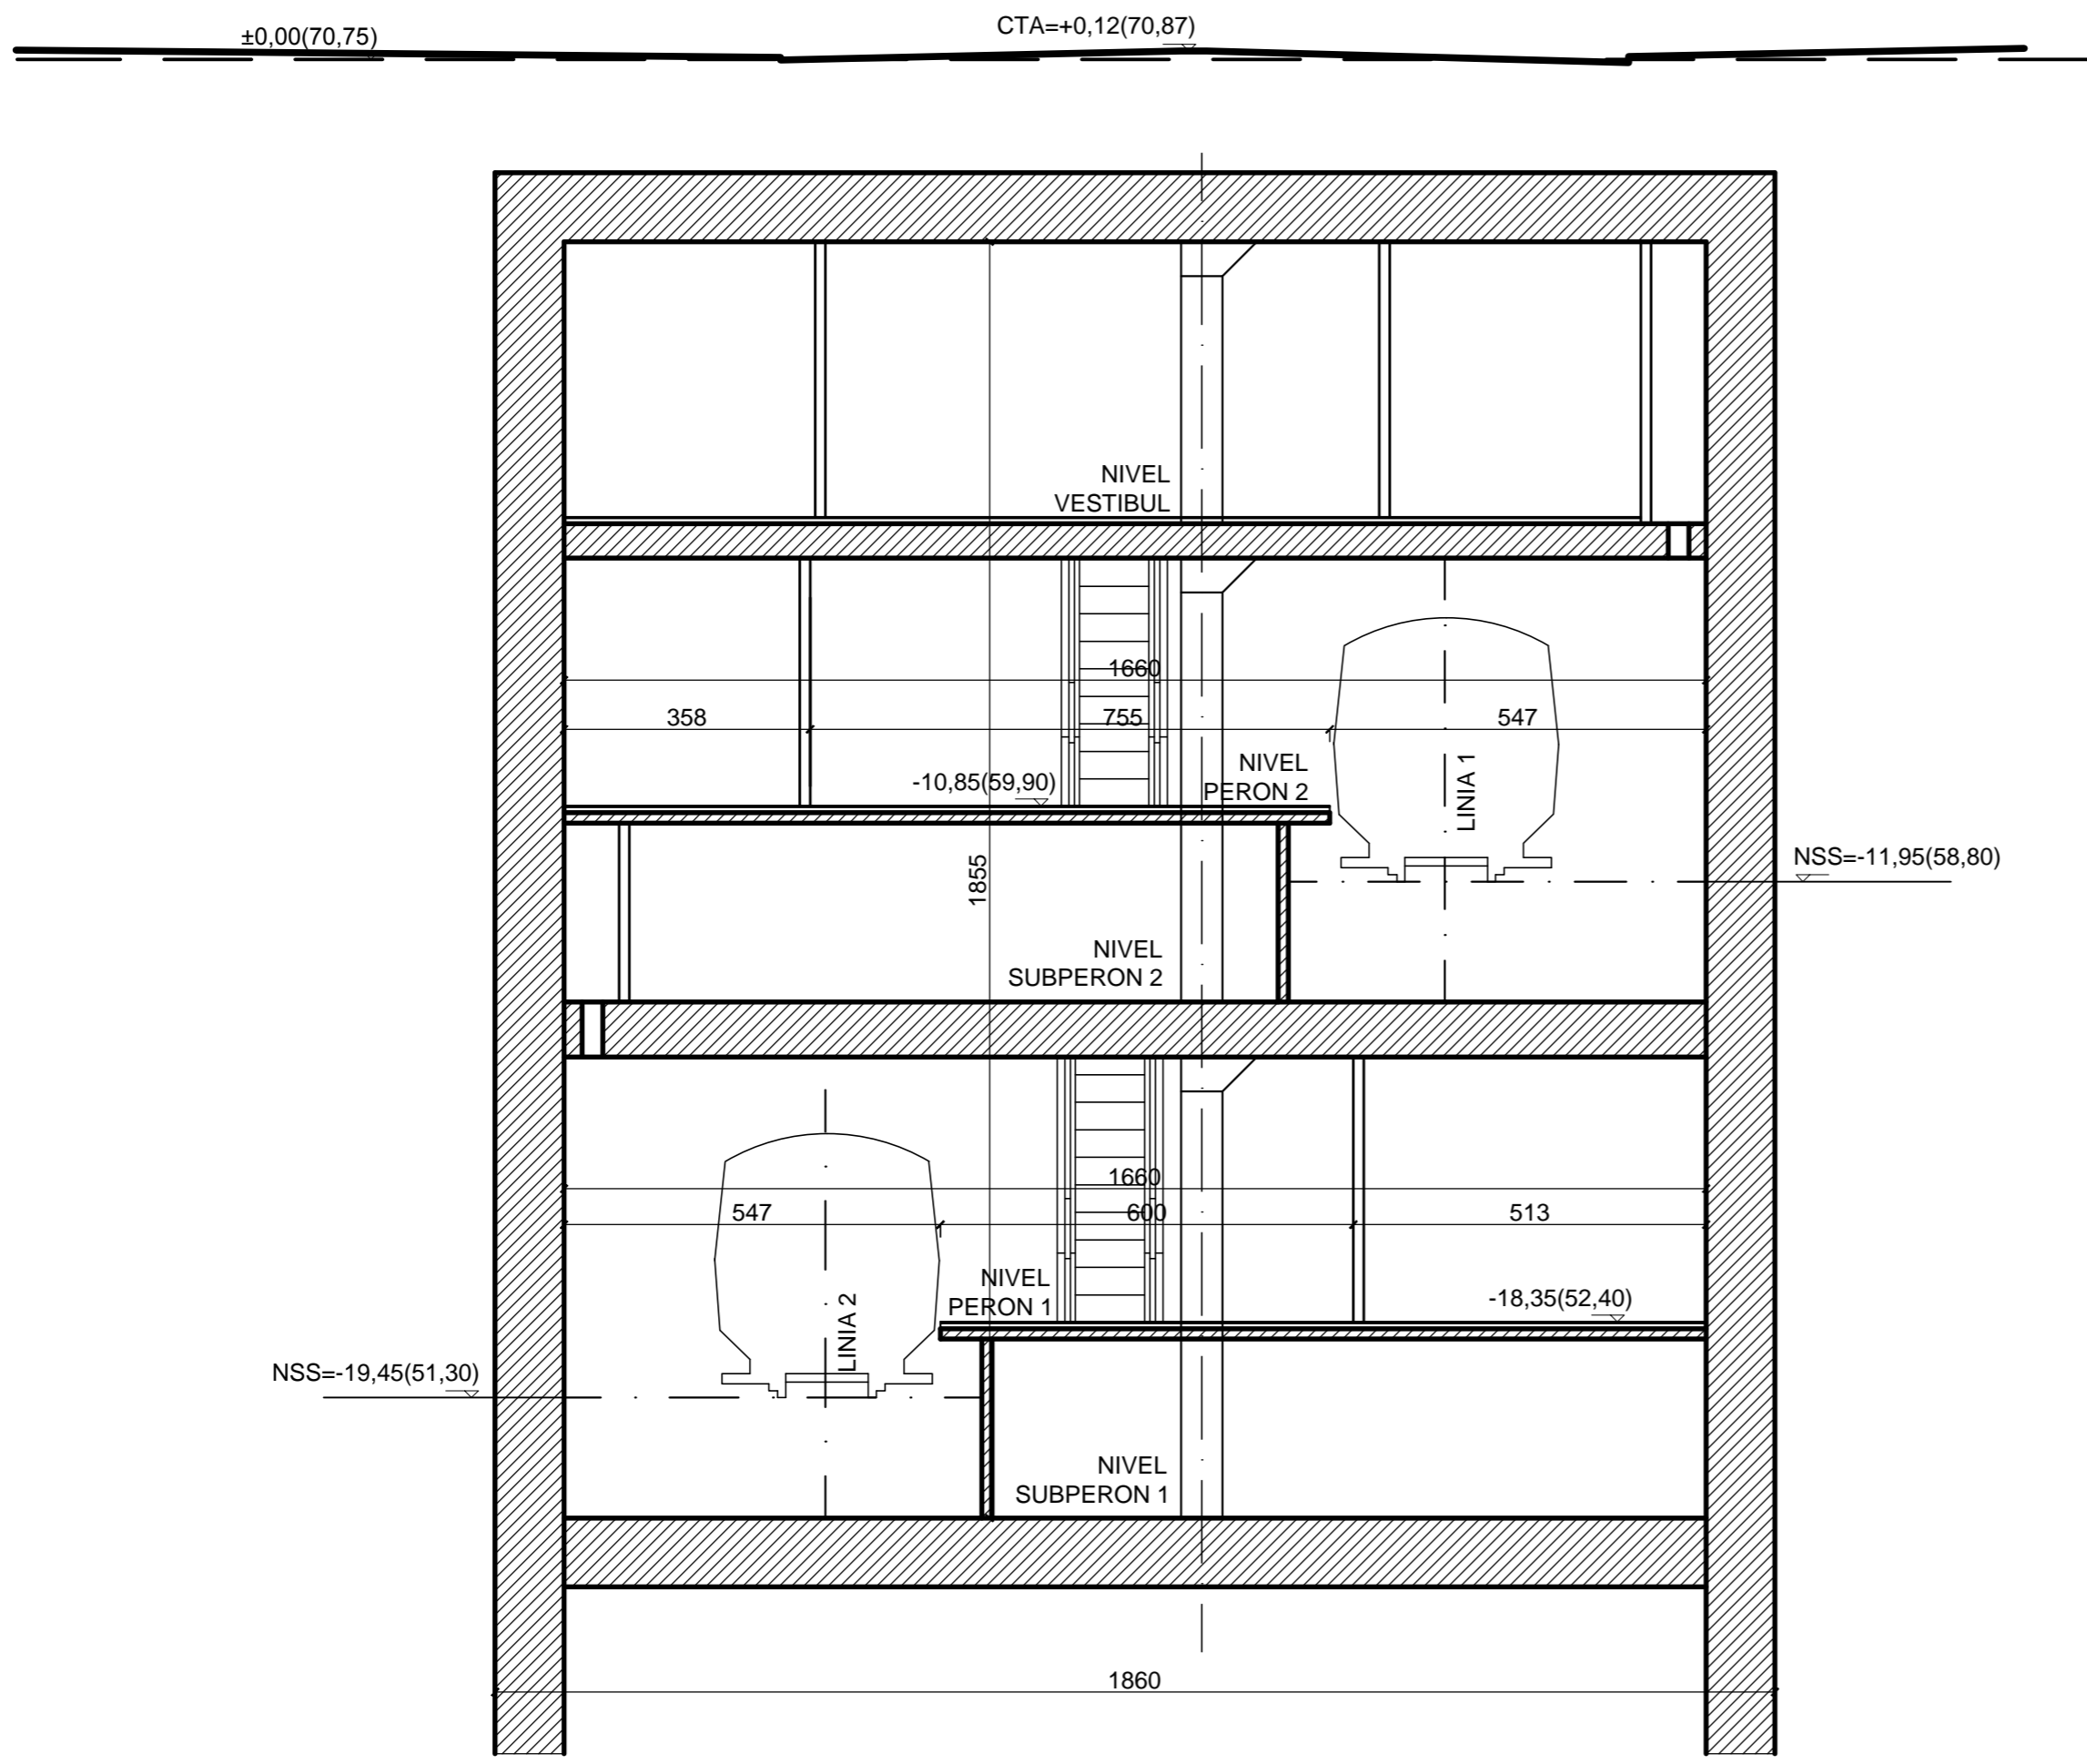 ±0,00(70,75)
CTA=+0,12(70,87)
NIVEL
VESTIBUL
1660
358
755
547
NIVEL
PERON 2
-10,85(59,90)
LINIA 1
1855
NSS=-11,95(58,80)
NIVEL
SUBPERON 2
1660
547
600
513
NIVEL
PERON 1
-18,35(52,40)
LINIA 2
NSS=-19,45(51,30)
NIVEL
SUBPERON 1
1860